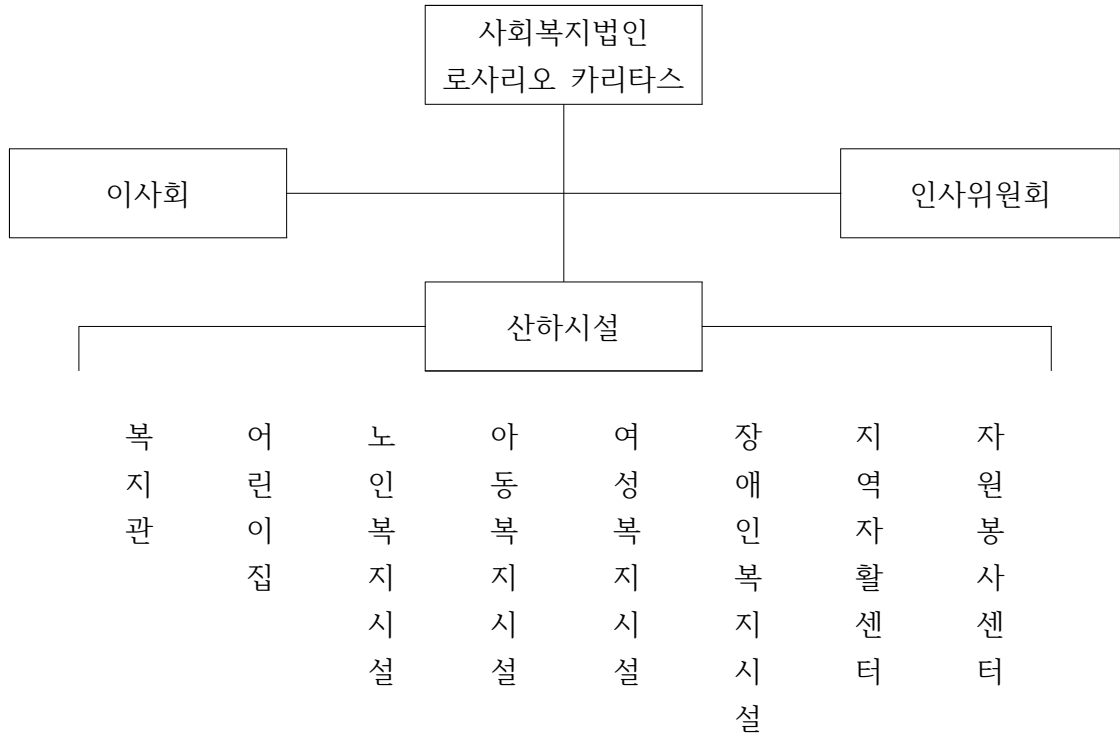 사회복지법인
로사리오 카리타스
이사회
인사위원회
산하시설
복지관
어린이집
노인복지시설
아동복지시설
여성복지시설
장애인복지시설
지역자활센터
자원봉사센터